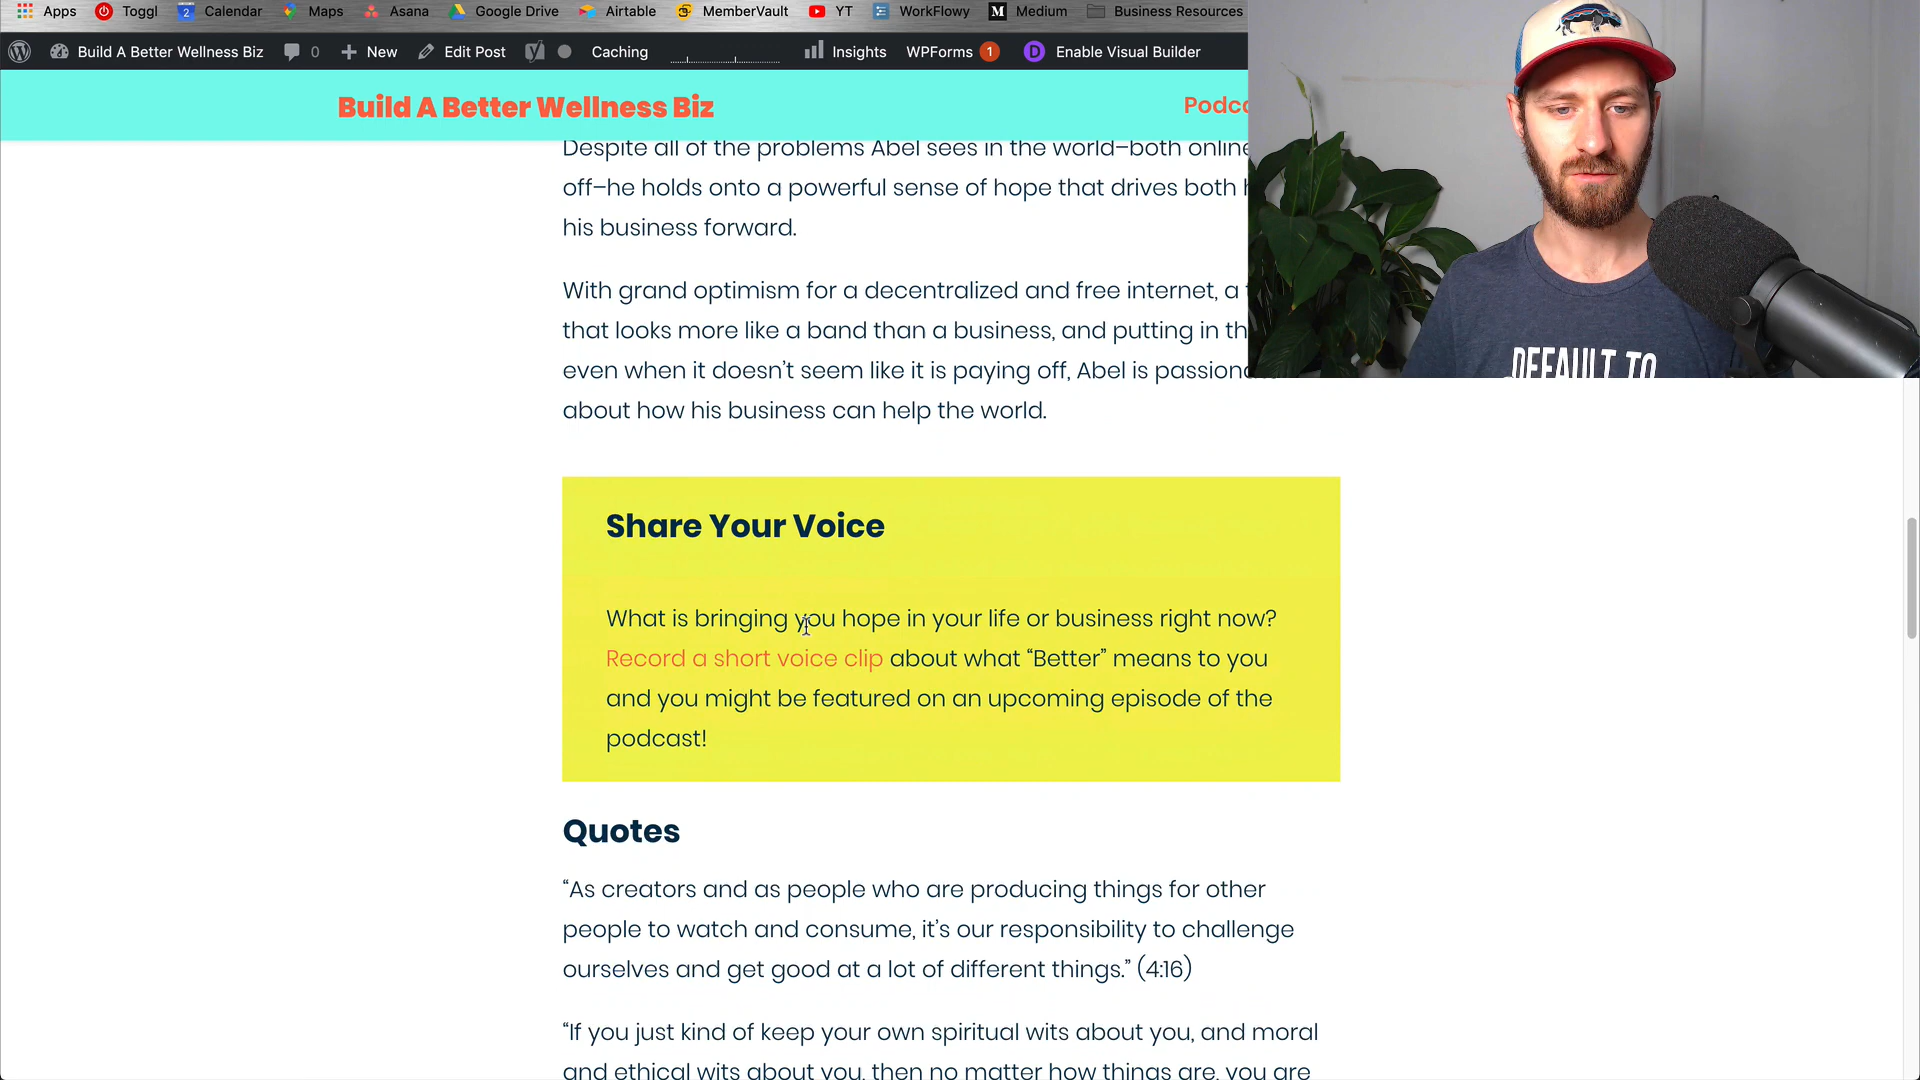 Apps Toggl 2 Calendar Maps Asana Google Drive Airtable MemberVault YT WorkFlowy M Medium Business Resources
Build A Better Wellness Biz 0 New Edit Post Caching Insights WPForms 1 D Enable Visual Builder
Build A Better Wellness Biz
Despite all of the problems Abel sees in the world–both online
off–he holds onto a powerful sense of hope that drives both
his business forward.
With grand optimism for a decentralized and free internet, a
that looks more like a band than a business, and putting in
even when it doesn't seem like it is paying off, Abel is
about how his business can help the world.
DEFAULT TO
Share Your Voice
What is bringing you hope in your life or business right now?
Record a short voice clip about what “Better” means to you
and you might be featured on an upcoming episode of the
podcast!
Quotes
“As creators and as people who are producing things for other
people to watch and consume, it's our responsibility to challenge
ourselves and get good at a lot of different things.” (4:16)
“If you just kind of keep your own spiritual wits about you, and moral
and ethical wits about you, then no matter how things are, you are